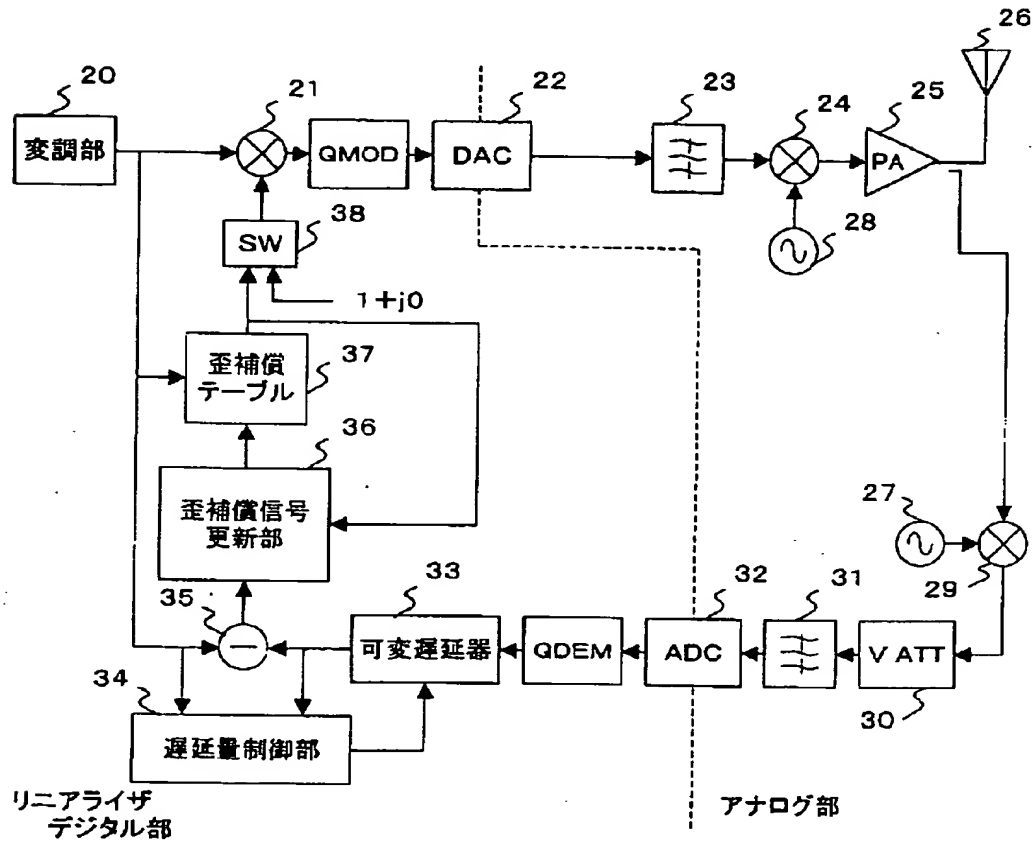 26
20
21
22
23
24
25
変調部
QMOD
DAC
PA
38
SW
28
1+j0
37
歪補償
テーブル
36
歪補償信号
更新部
27
35
33
32
31
29
可変遅延器
QDEM
ADC
V ATT
34
30
遅延量制御部
リニアライザ
デジタル部
アナログ部